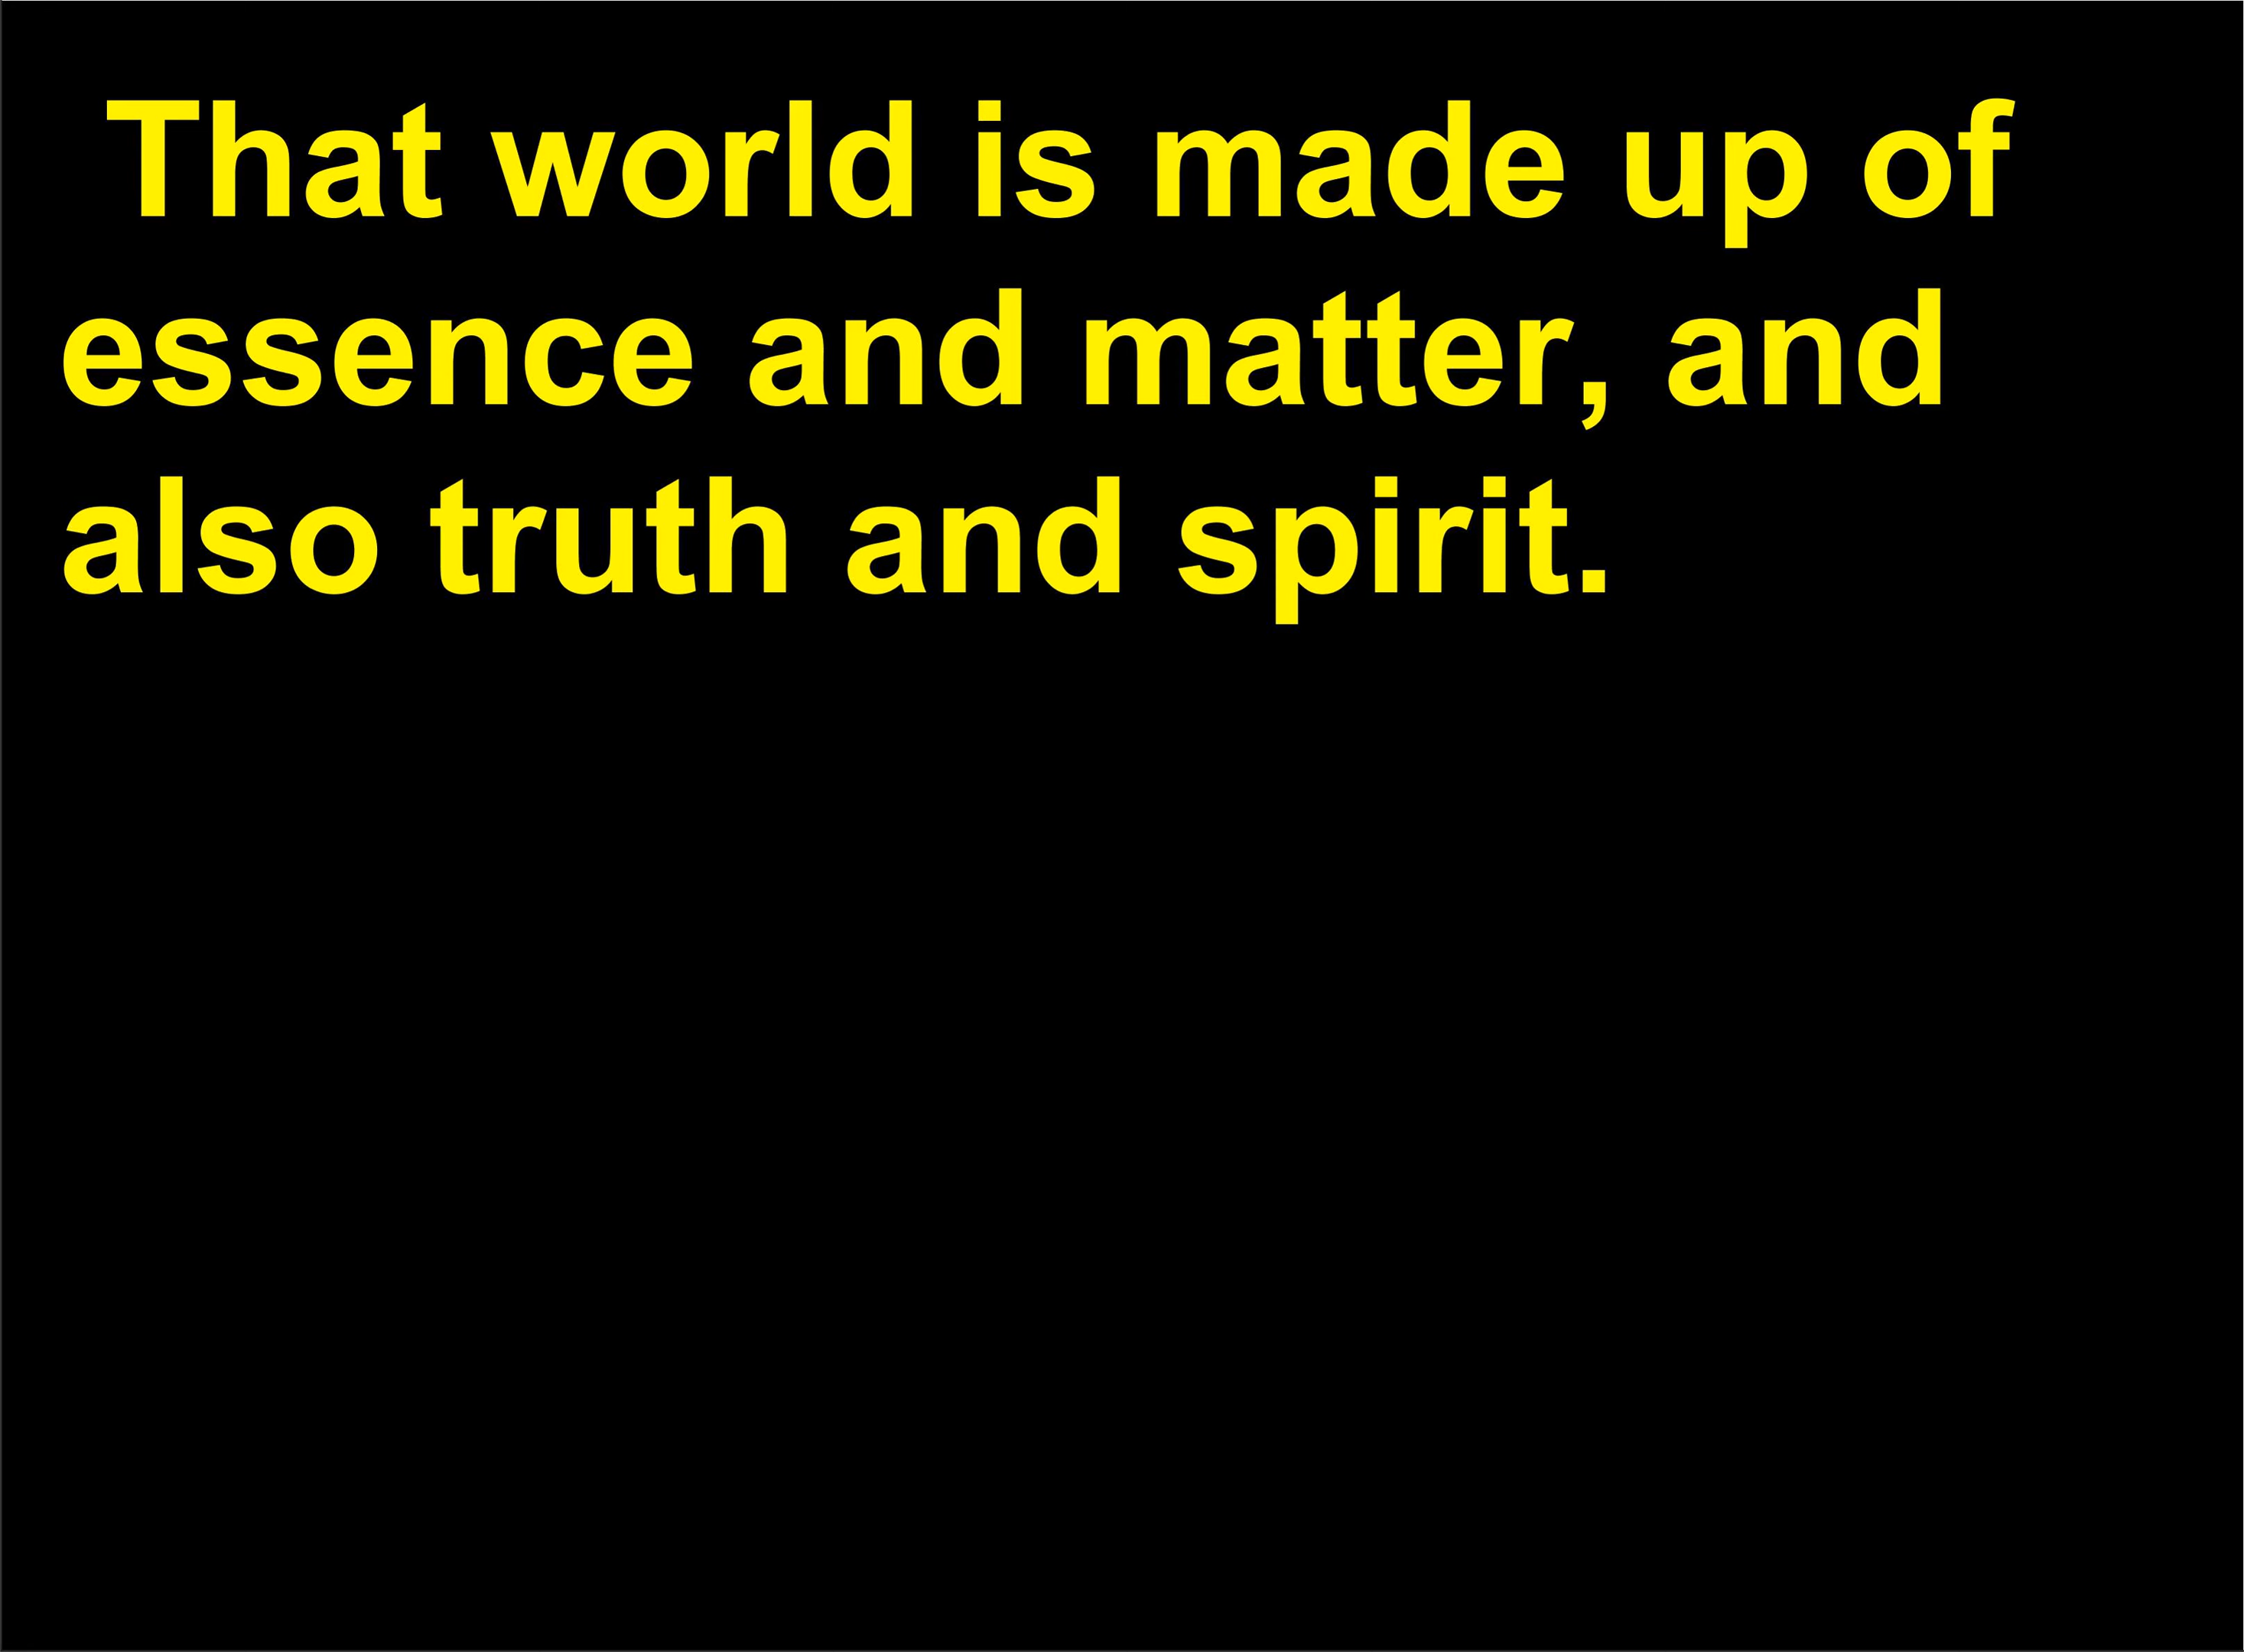 That world is made up of
essence and matter, and
also truth and spirit.